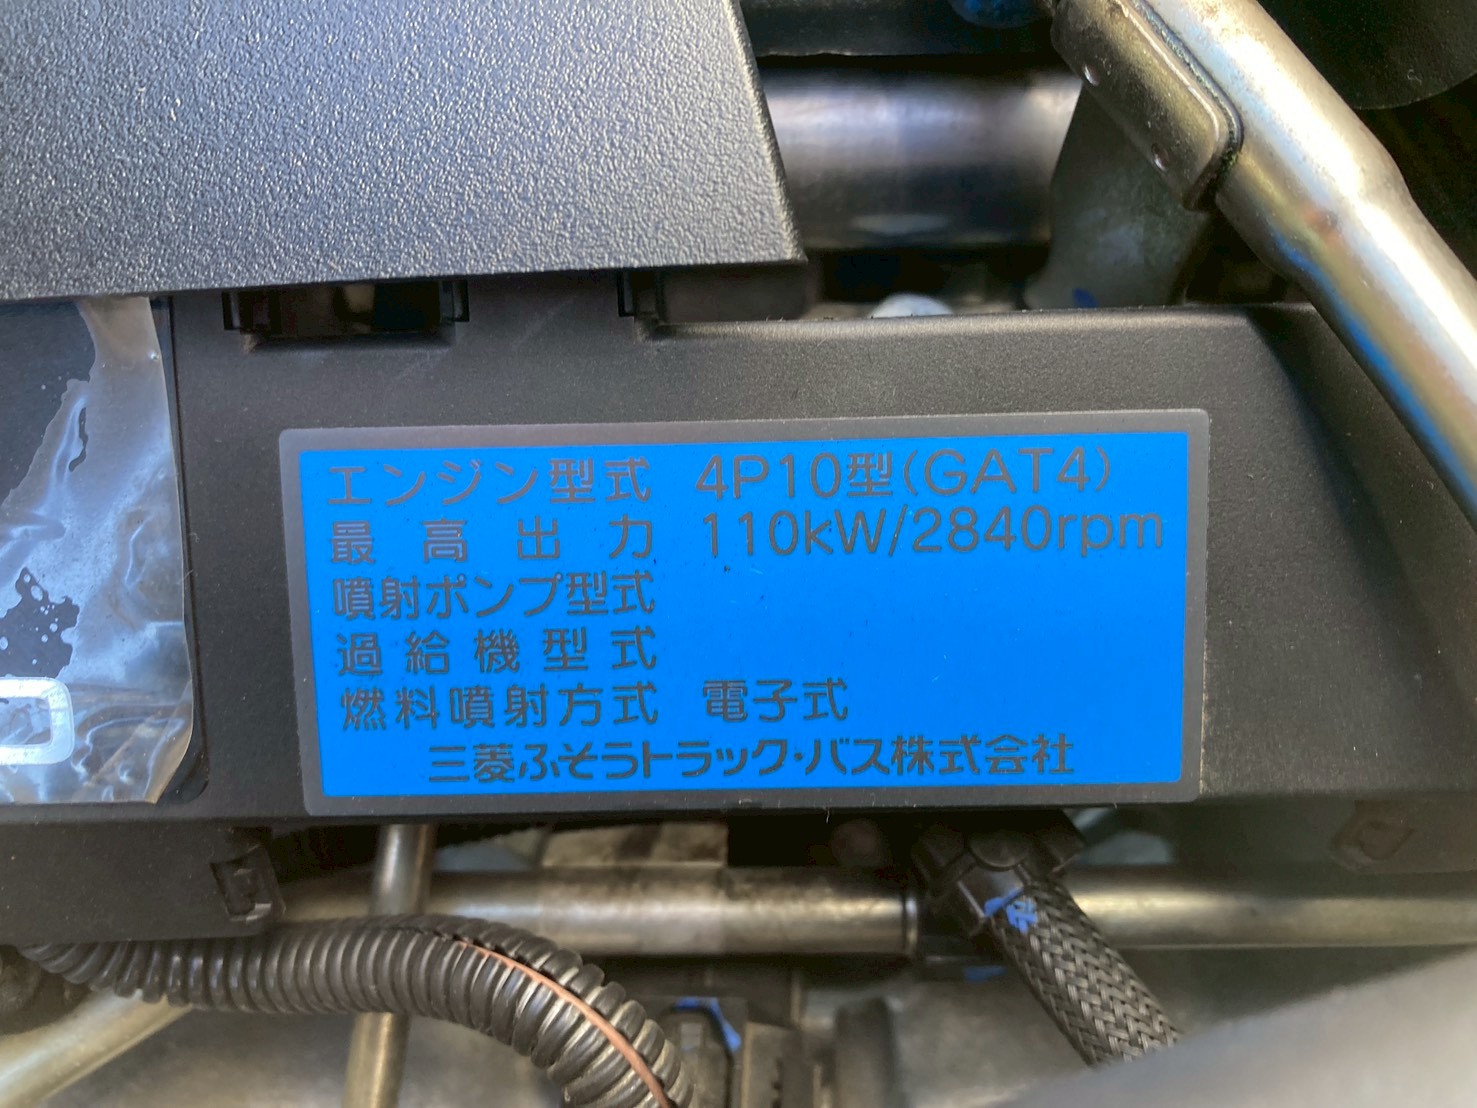 エンジン型式 4P10型(GAT4)
最高出力 110kW/2840rpm
噴射ポンプ型式
過給機型式
燃料噴射方式 電子式
三菱ふそうトラック・バス株式会社